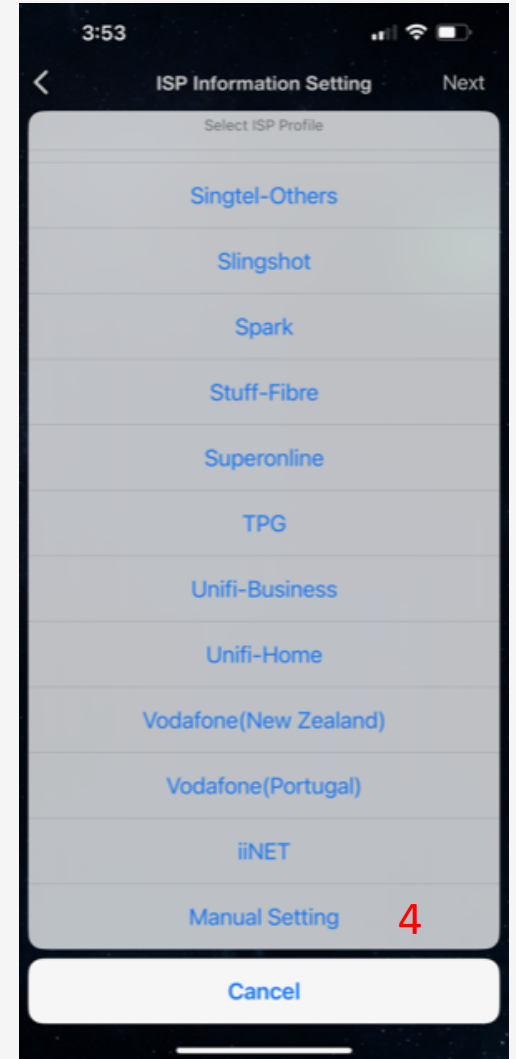 3:53
ISP Information Setting
Next
Select ISP Profile
Singtel-Others
Slingshot
Spark
Stuff-Fibre
Superonline
TPG
Unifi-Business
Unifi-Home
Vodafone(New Zealand)
Vodafone(Portugal)
iiNET
Manual Setting 4
Cancel